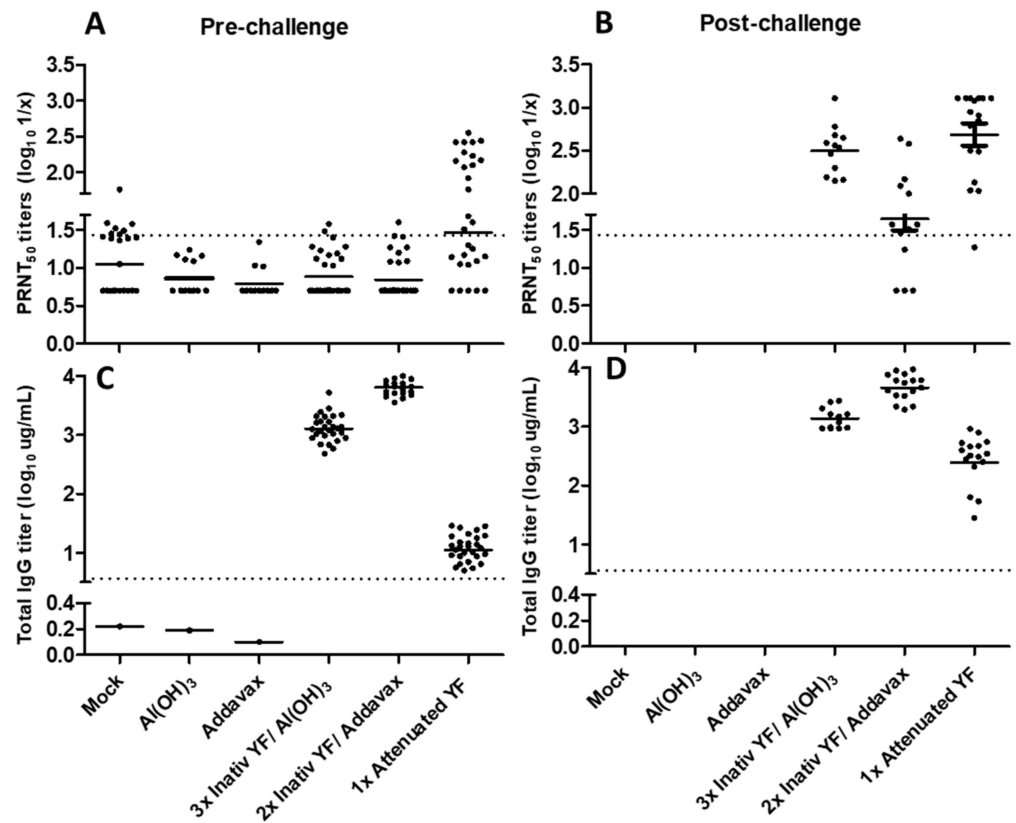 A Pre-challenge
B Post-challenge
PRNT50 titers (log10 1/x)
3.5
3.0
2.5
2.0
1.5
1.0
0.5
0.0
PRNT50 titers (log10 1/x)
3.5
3.0
2.5
2.0
1.5
1.0
0.5
0.0
C
Total IgG titer (log10 ug/mL)
4
3
2
1
0.4
0.2
0.0
Mock
Al(OH)3
Addavax
3x Inativ YF/ Al(OH)3
2x Inativ YF/ Addavax
1x Attenuated YF
D
Total IgG titer (log10 ug/mL)
4
3
2
1
0.4
0.2
0.0
Mock
Al(OH)3
Addavax
3x Inativ YF/ Al(OH)3
2x Inativ YF/ Addavax
1x Attenuated YF